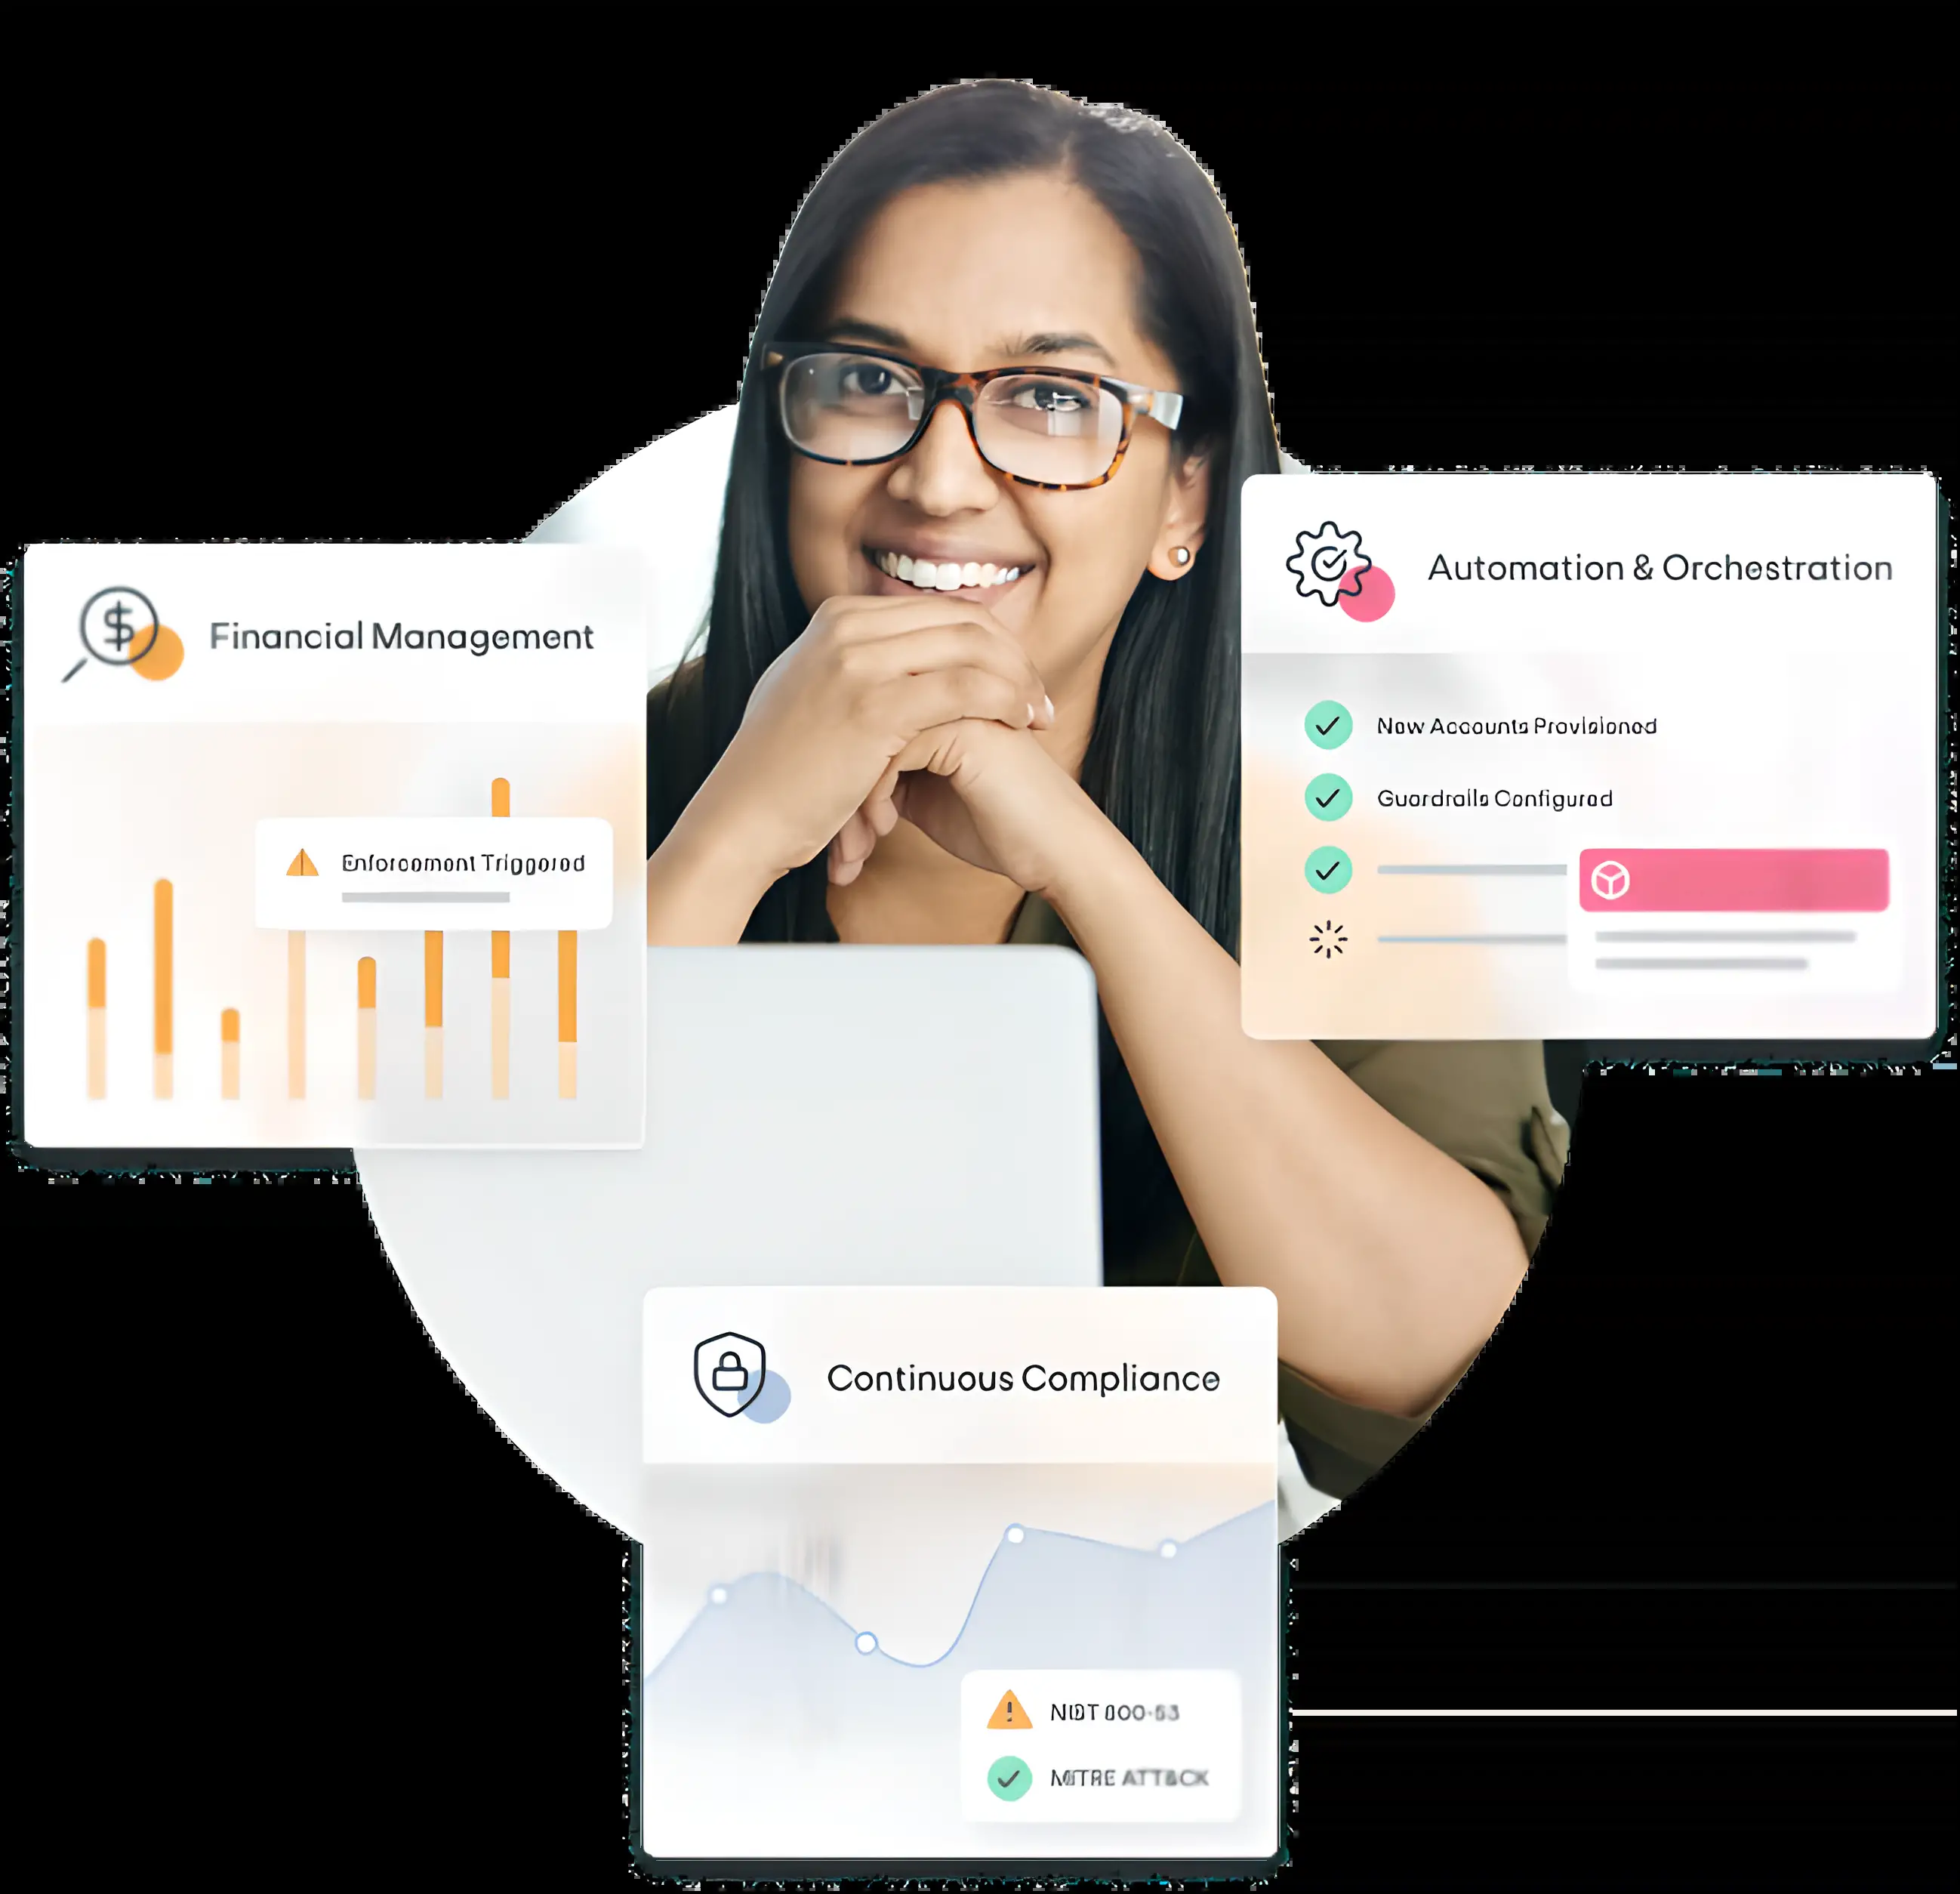 Financial Management
Enforcement Triggered
Automation & Orchestration
New Accounts Provisioned
Guardrails Configured
Continuous Compliance
NIST 800-53
MITRE ATT&CK